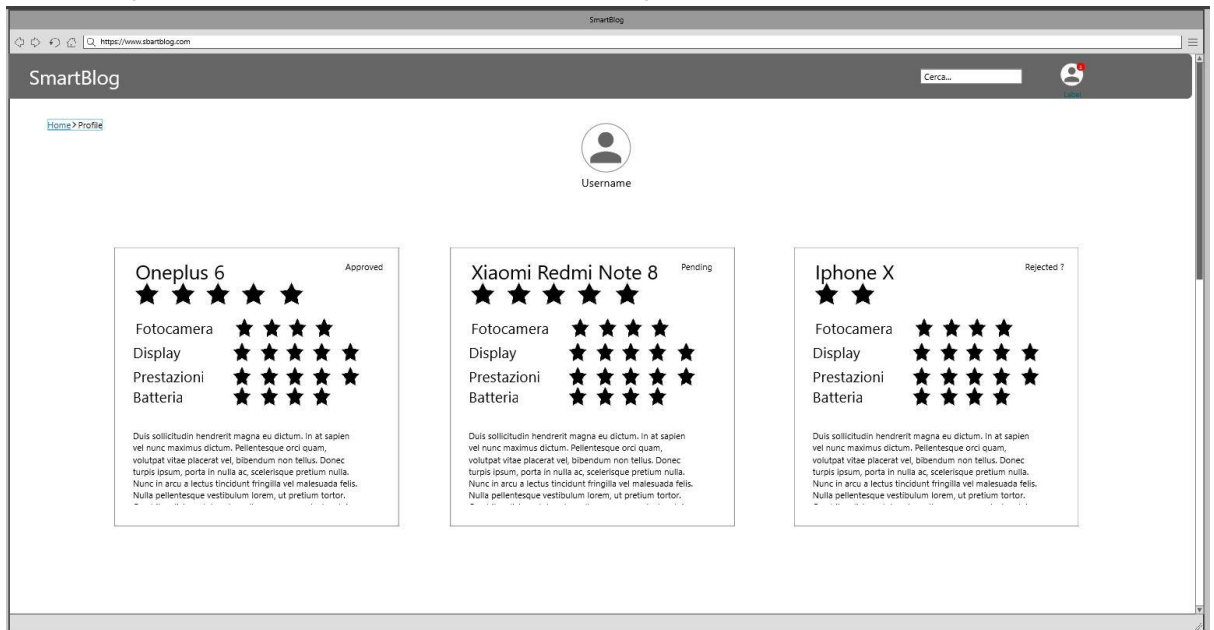 SmartBlog
https://www.sbartblog.com
SmartBlog
Cerca...
Label
Home > Profile
Username
Oneplus 6
Approved
Fotocamera
Display
Prestazioni
Batteria
Duis sollicitudin hendrerit magna eu dictum. In at sapien
vel nunc maximus dictum. Pellentesque orci quam,
volutpat vitae placerat vel, bibendum non tellus. Donec
turpis ipsum, porta in nulla ac, scelerisque pretium nulla.
Nunc in arcu a lectus tincidunt fringilla vel malesuada felis.
Nulla pellentesque vestibulum lorem, ut pretium tortor.
Xiaomi Redmi Note 8
Pending
Fotocamera
Display
Prestazioni
Batteria
Duis sollicitudin hendrerit magna eu dictum. In at sapien
vel nunc maximus dictum. Pellentesque orci quam,
volutpat vitae placerat vel, bibendum non tellus. Donec
turpis ipsum, porta in nulla ac, scelerisque pretium nulla.
Nunc in arcu a lectus tincidunt fringilla vel malesuada felis.
Nulla pellentesque vestibulum lorem, ut pretium tortor.
Iphone X
Rejected ?
Fotocamera
Display
Prestazioni
Batteria
Duis sollicitudin hendrerit magna eu dictum. In at sapien
vel nunc maximus dictum. Pellentesque orci quam,
volutpat vitae placerat vel, bibendum non tellus. Donec
turpis ipsum, porta in nulla ac, scelerisque pretium nulla.
Nunc in arcu a lectus tincidunt fringilla vel malesuada felis.
Nulla pellentesque vestibulum lorem, ut pretium tortor.